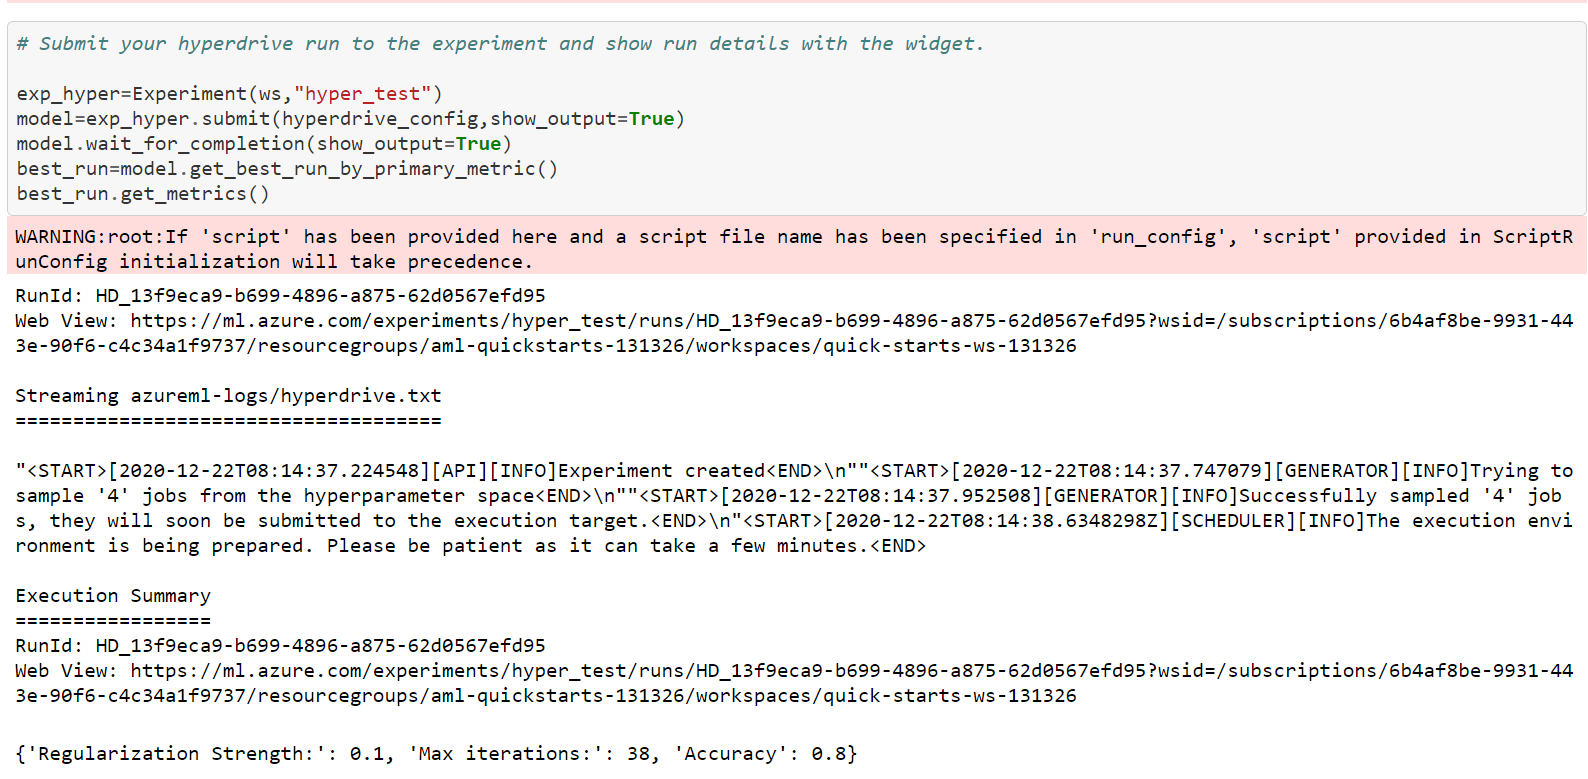 # Submit your hyperdrive run to the experiment and show run details with the widget.
exp_hyper=Experiment(ws,"hyper_test")
model=exp_hyper.submit(hyperdrive_config,show_output=True)
model.wait_for_completion(show_output=True)
best_run=model.get_best_run_by_primary_metric()
best_run.get_metrics()
WARNING:root:If 'script' has been provided here and a script file name has been specified in 'run_config', 'script' provided in ScriptR
unConfig initialization will take precedence.
RunId: HD_13f9eca9-b699-4896-a875-62d0567efd95
Web View: https://ml.azure.com/experiments/hyper_test/runs/HD_13f9eca9-b699-4896-a875-62d0567efd95?wsid=/subscriptions/6b4af8be-9931-44
3e-90f6-c4c34a1f9737/resourcegroups/aml-quickstarts-131326/workspaces/quick-starts-ws-131326
Streaming azureml-logs/hyperdrive.txt
=====================================
"<START>[2020-12-22T08:14:37.224548][API][INFO]Experiment created<END>\n""<START>[2020-12-22T08:14:37.747079][GENERATOR][INFO]Trying to
sample '4' jobs from the hyperparameter space<END>\n""<START>[2020-12-22T08:14:37.952508][GENERATOR][INFO]Successfully sampled '4' job
s, they will soon be submitted to the execution target.<END>\n"<START>[2020-12-22T08:14:38.6348298Z][SCHEDULER][INFO]The execution envi
ronment is being prepared. Please be patient as it can take a few minutes.<END>
Execution Summary
=================
RunId: HD_13f9eca9-b699-4896-a875-62d0567efd95
Web View: https://ml.azure.com/experiments/hyper_test/runs/HD_13f9eca9-b699-4896-a875-62d0567efd95?wsid=/subscriptions/6b4af8be-9931-44
3e-90f6-c4c34a1f9737/resourcegroups/aml-quickstarts-131326/workspaces/quick-starts-ws-131326
{'Regularization Strength:': 0.1, 'Max iterations:': 38, 'Accuracy': 0.8}